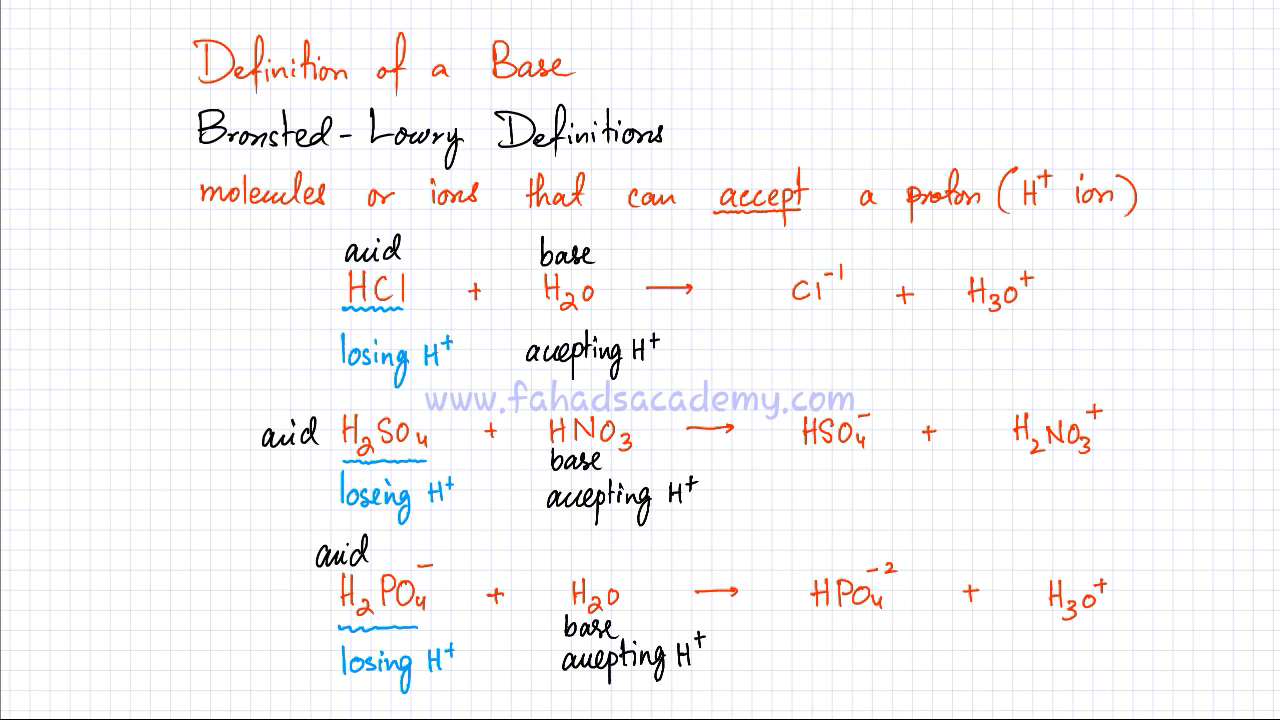 Definition of a Base
Bronsted-Lowry Definitions
molecules or ions that can accept a proton (H⁺ ion)
acid base
HCl + H₂O → Cl⁻¹ + H₃O⁺
losing H⁺ accepting H⁺
www.fahadsacademy.com
acid H₂SO₄ + HNO₃ → HSO₄⁻ + H₂NO₃⁺
base
loseing H⁺ accepting H⁺
acid
H₂PO₄⁻ + H₂O → HPO₄⁻² + H₃O⁺
base
losing H⁺ accepting H⁺